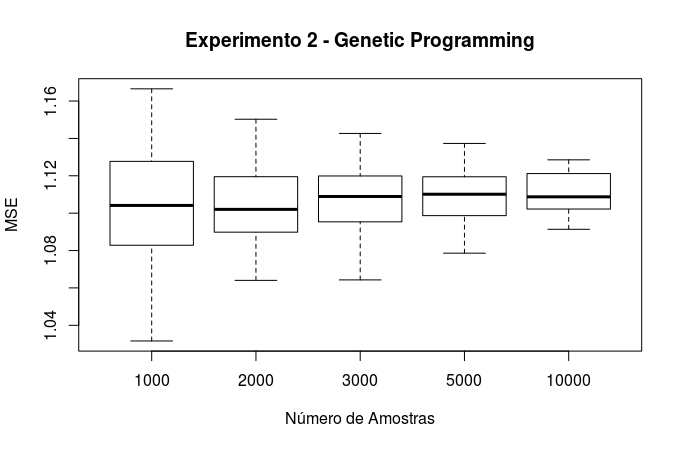 Experimento 2 - Genetic Programming
MSE
1.16
1.12
1.08
1.04
1000 2000 3000 5000 10000
Número de Amostras